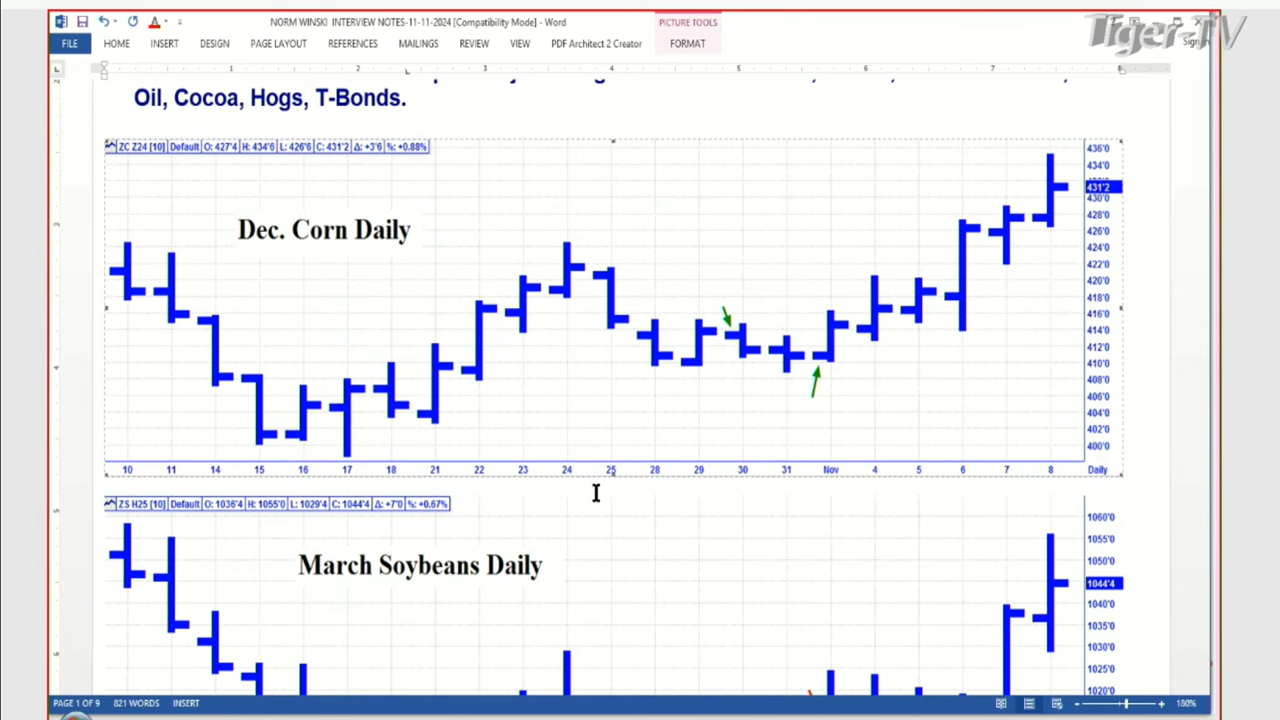 NORM WINSKI INTERVIEW NOTES-11-11-2024 [Compatibility Mode] - Word
PICTURE TOOLS
Tiger-TV
FILE HOME INSERT DESIGN PAGE LAYOUT REFERENCES MAILINGS REVIEW VIEW PDF Architect 2 Creator FORMAT
Sign
1 2 3 4 5 6 7
Oil, Cocoa, Hogs, T-Bonds.
ZC Z24 [10] Default O: 427'4 H: 434'6 L: 426'6 C: 431'2 Δ: +3'6 %: +0.88%
Dec. Corn Daily
436'0
434'0
431'2
430'0
428'0
426'0
424'0
422'0
420'0
418'0
416'0
414'0
412'0
410'0
408'0
406'0
404'0
402'0
400'0
10 11 14 15 16 17 18 21 22 23 24 25 28 29 30 31 Nov 4 5 6 7 8 Daily
ZS H25 [10] Default O: 1036'4 H: 1055'0 L: 1029'4 C: 1044'4 Δ: +7'0 %: +0.67%
March Soybeans Daily
1060'0
1055'0
1050'0
1044'4
1040'0
1035'0
1030'0
1025'0
1020'0
PAGE 1 OF 9 821 WORDS INSERT 180%